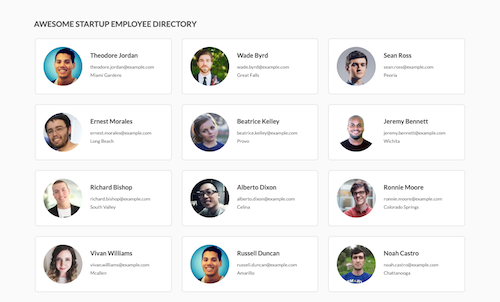 AWESOME STARTUP EMPLOYEE DIRECTORY
Theodore Jordan
theodore.jordan@example.com
Miami Gardens
Wade Byrd
wade.byrd@example.com
Great Falls
Sean Ross
sean.ross@example.com
Peoria
Ernest Morales
ernest.morales@example.com
Long Beach
Beatrice Kelley
beatrice.kelley@example.com
Provo
Jeremy Bennett
jeremy.bennett@example.com
Wichita
Richard Bishop
richard.bishop@example.com
South Valley
Alberto Dixon
alberto.dixon@example.com
Celina
Ronnie Moore
ronnie.moore@example.com
Colorado Springs
Vivan Williams
vivan.williams@example.com
Mcallen
Russell Duncan
russell.duncan@example.com
Amarillo
Noah Castro
noah.castro@example.com
Chattanooga